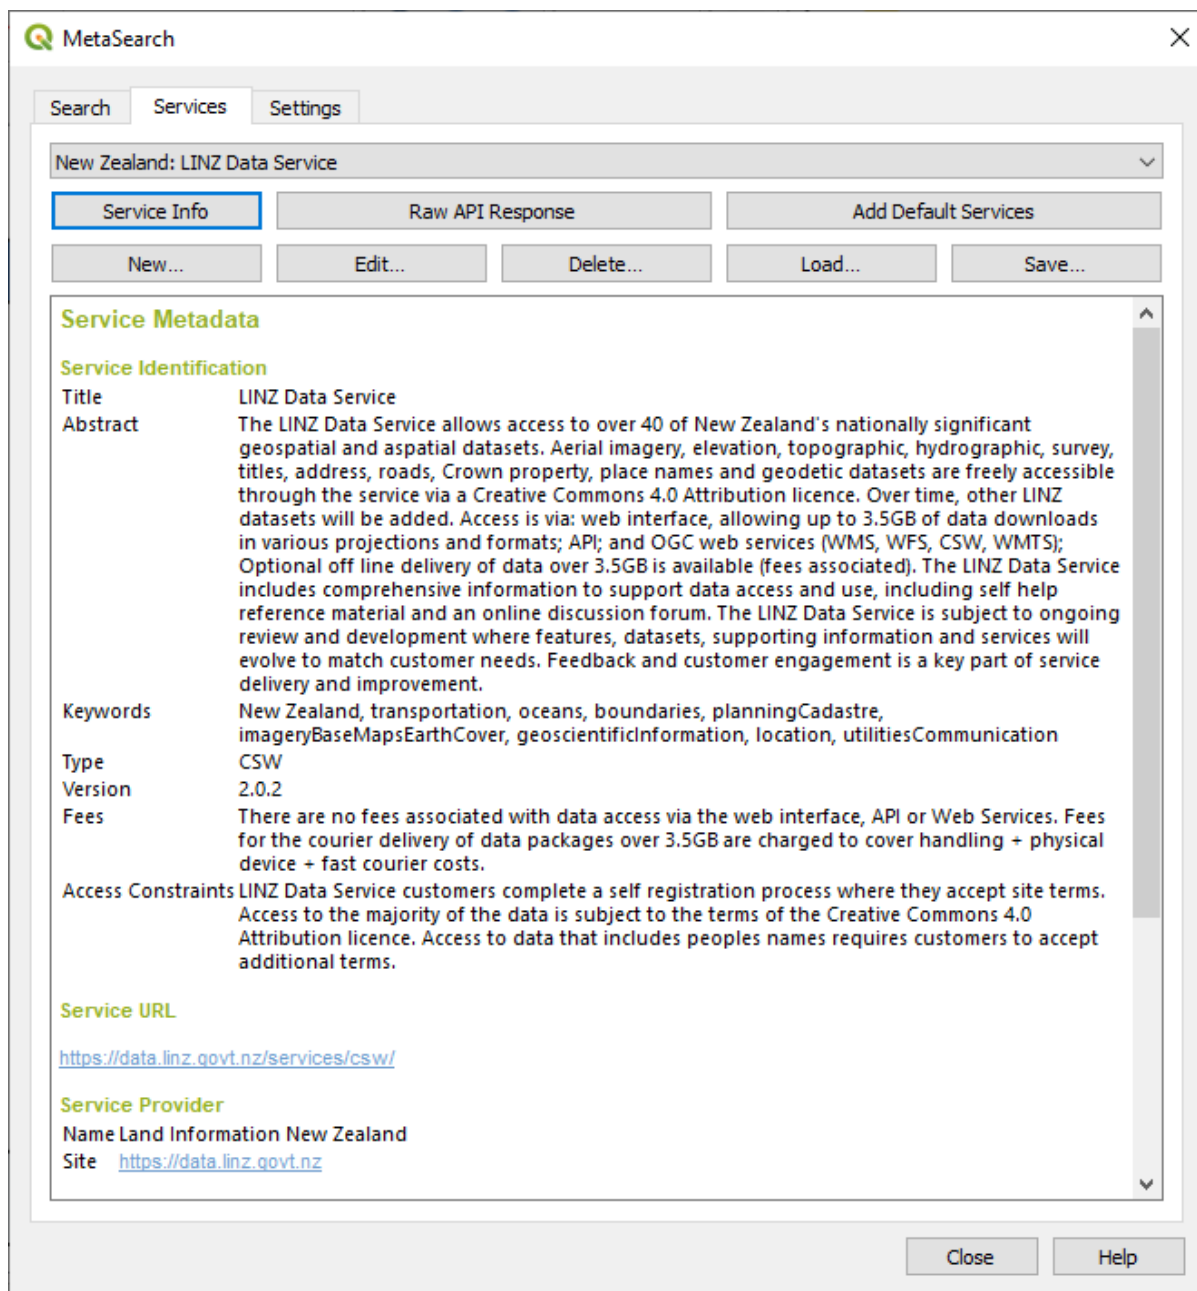 MetaSearch
Search Services Settings
New Zealand: LINZ Data Service
Service Info Raw API Response Add Default Services
New... Edit... Delete... Load... Save...
Service Metadata
Service Identification
Title LINZ Data Service
Abstract The LINZ Data Service allows access to over 40 of New Zealand's nationally significant
geospatial and aspatial datasets. Aerial imagery, elevation, topographic, hydrographic, survey,
titles, address, roads, Crown property, place names and geodetic datasets are freely accessible
through the service via a Creative Commons 4.0 Attribution licence. Over time, other LINZ
datasets will be added. Access is via: web interface, allowing up to 3.5GB of data downloads
in various projections and formats; API; and OGC web services (WMS, WFS, CSW, WMTS);
Optional off line delivery of data over 3.5GB is available (fees associated). The LINZ Data Service
includes comprehensive information to support data access and use, including self help
reference material and an online discussion forum. The LINZ Data Service is subject to ongoing
review and development where features, datasets, supporting information and services will
evolve to match customer needs. Feedback and customer engagement is a key part of service
delivery and improvement.
Keywords New Zealand, transportation, oceans, boundaries, planningCadastre,
imageryBaseMapsEarthCover, geoscientificInformation, location, utilitiesCommunication
Type CSW
Version 2.0.2
Fees There are no fees associated with data access via the web interface, API or Web Services. Fees
for the courier delivery of data packages over 3.5GB are charged to cover handling + physical
device + fast courier costs.
Access Constraints LINZ Data Service customers complete a self registration process where they accept site terms.
Access to the majority of the data is subject to the terms of the Creative Commons 4.0
Attribution licence. Access to data that includes peoples names requires customers to accept
additional terms.
Service URL
https://data.linz.govt.nz/services/csw/
Service Provider
Name Land Information New Zealand
Site https://data.linz.govt.nz
Close Help